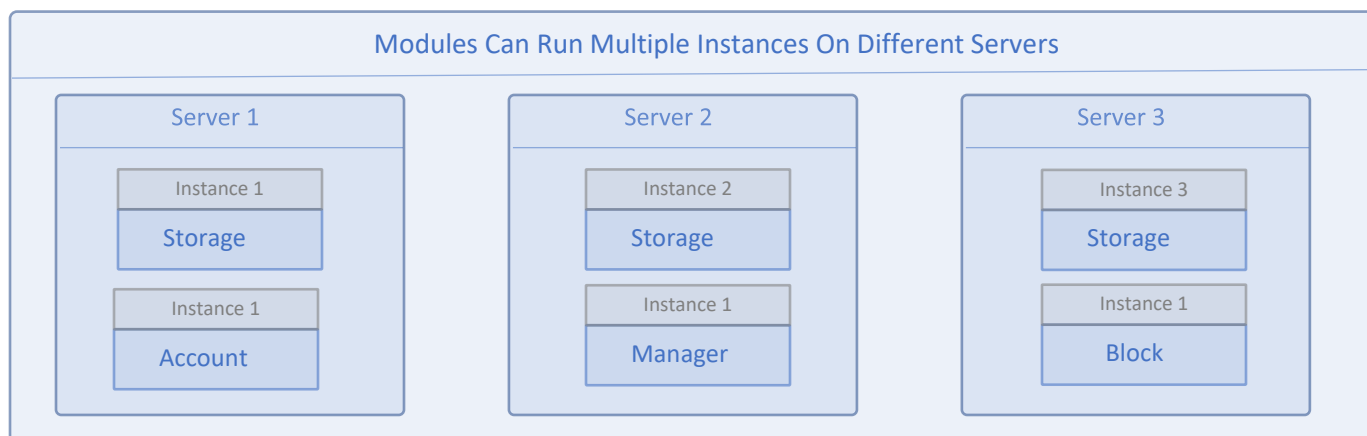 Modules Can Run Multiple Instances On Different Servers
Server 1
Instance 1
Storage
Instance 1
Account
Server 2
Instance 2
Storage
Instance 1
Manager
Server 3
Instance 3
Storage
Instance 1
Block